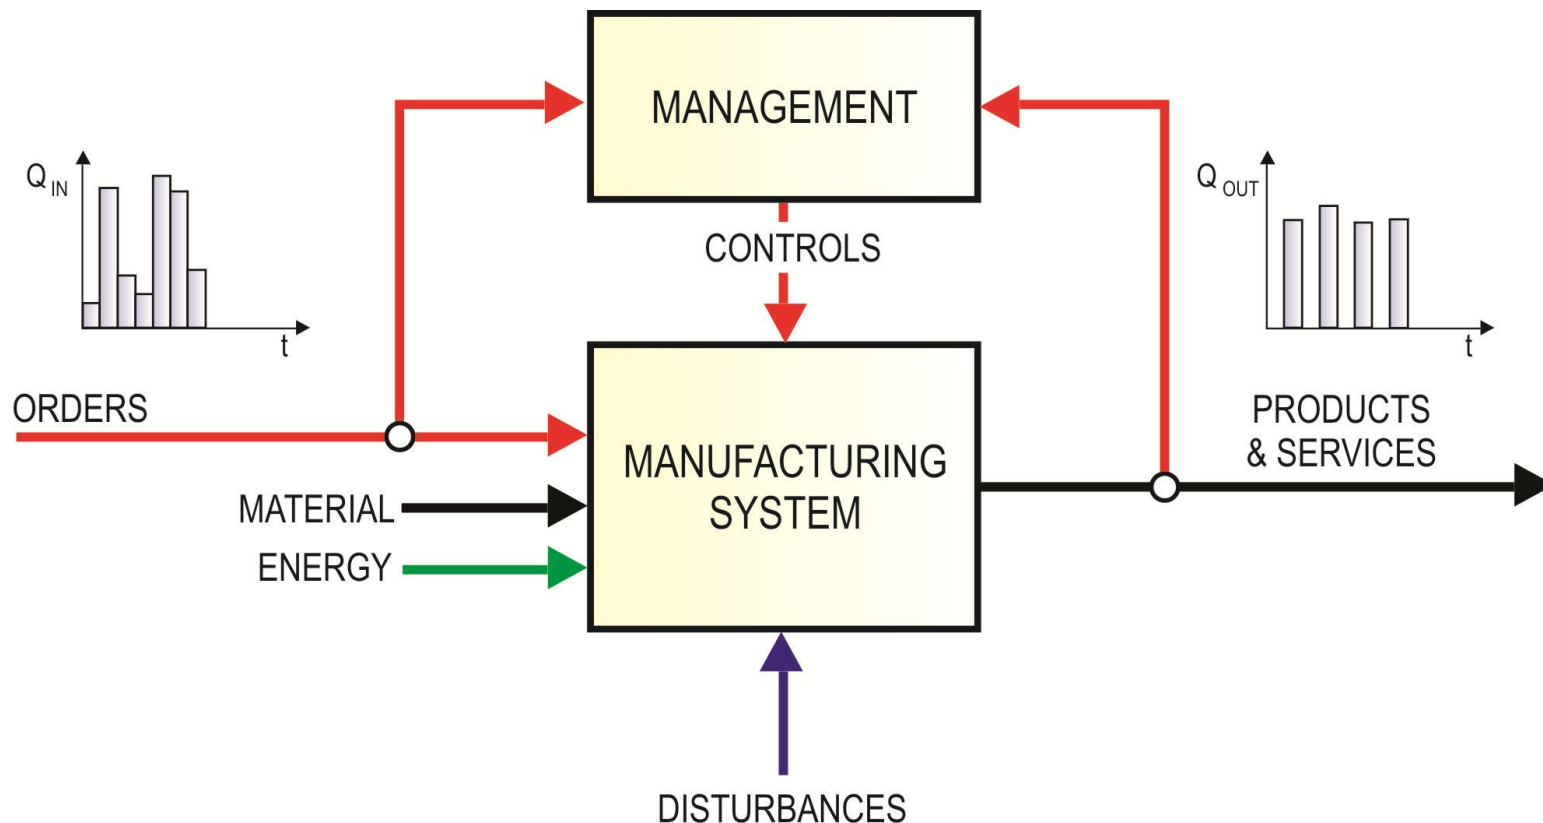 MANAGEMENT
Q IN
Q OUT
CONTROLS
t
t
ORDERS
PRODUCTS
& SERVICES
MANUFACTURING
SYSTEM
MATERIAL
ENERGY
DISTURBANCES